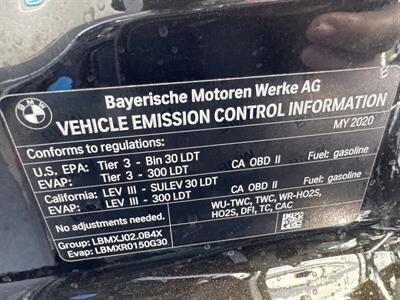 BMW
Bayerische Motoren Werke AG
VEHICLE EMISSION CONTROL INFORMATION
Conforms to regulations: MY 2020
U.S. EPA: Tier 3 - Bin 30 LDT CA OBD II Fuel: gasoline
EVAP: Tier 3 - 300 LDT
California: LEV III - SULEV 30 LDT CA OBD II Fuel: gasoline
EVAP: LEV III - 300 LDT
No adjustments needed. WU-TWC, TWC, WR-HO2S,
HO2S, DFI, TC, CAC
Group: LBMXJ02.0B4X
Evap: LBMXR0150G30